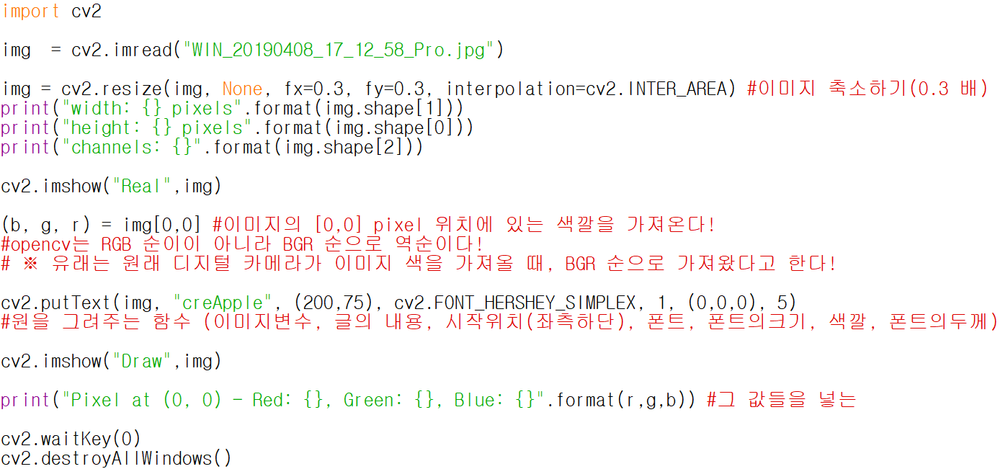 import cv2
img  = cv2.imread("WIN_20190408_17_12_58_Pro.jpg")
img = cv2.resize(img, None, fx=0.3, fy=0.3, interpolation=cv2.INTER_AREA) #이미지 축소하기(0.3 배)
print("width: {} pixels".format(img.shape[1]))
print("height: {} pixels".format(img.shape[0]))
print("channels: {}".format(img.shape[2]))
cv2.imshow("Real",img)
(b, g, r) = img[0,0] #이미지의 [0,0] pixel 위치에 있는 색깔을 가져온다!
#opencv는 RGB 순이이 아니라 BGR 순으로 역순이다!
# ※ 유래는 원래 디지털 카메라가 이미지 색을 가져올 때, BGR 순으로 가져왔다고 한다!
cv2.putText(img, "creApple", (200,75), cv2.FONT_HERSHEY_SIMPLEX, 1, (0,0,0), 5)
#원을 그려주는 함수 (이미지변수, 글의 내용, 시작위치(좌측하단), 폰트, 폰트의크기, 색깔, 폰트의두께)
cv2.imshow("Draw",img)
print("Pixel at (0, 0) - Red: {}, Green: {}, Blue: {}".format(r,g,b)) #그 값들을 넣는
cv2.waitKey(0)
cv2.destroyAllWindows()